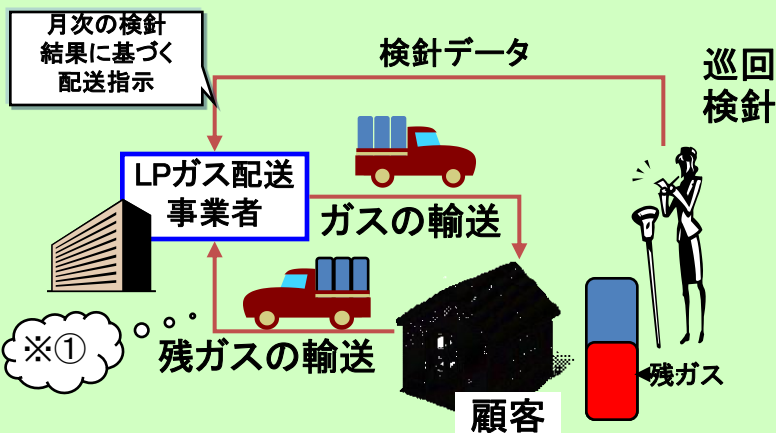 月次の検針
結果に基づく
配送指示
検針データ
巡回
検針
LPガス配送
事業者
ガスの輸送
※①
残ガスの輸送
残ガス
顧客